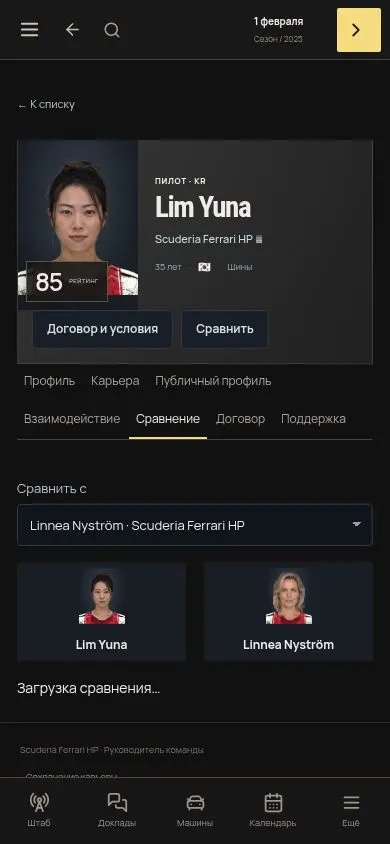 1 февраля
Сезон / 2025
← К списку
ПИЛОТ · KR
Lim Yuna
Scuderia Ferrari HP
35 лет
Шины
85 РЕЙТИНГ
Договор и условия
Сравнить
Профиль Карьера Публичный профиль
Взаимодействие Сравнение Договор Поддержка
Сравнить с
Linnea Nyström · Scuderia Ferrari HP
Lim Yuna
Linnea Nyström
Загрузка сравнения...
Scuderia Ferrari HP · Руководитель команды
Сохранение карьеры
Штаб Доклады Машины Календарь Ещё